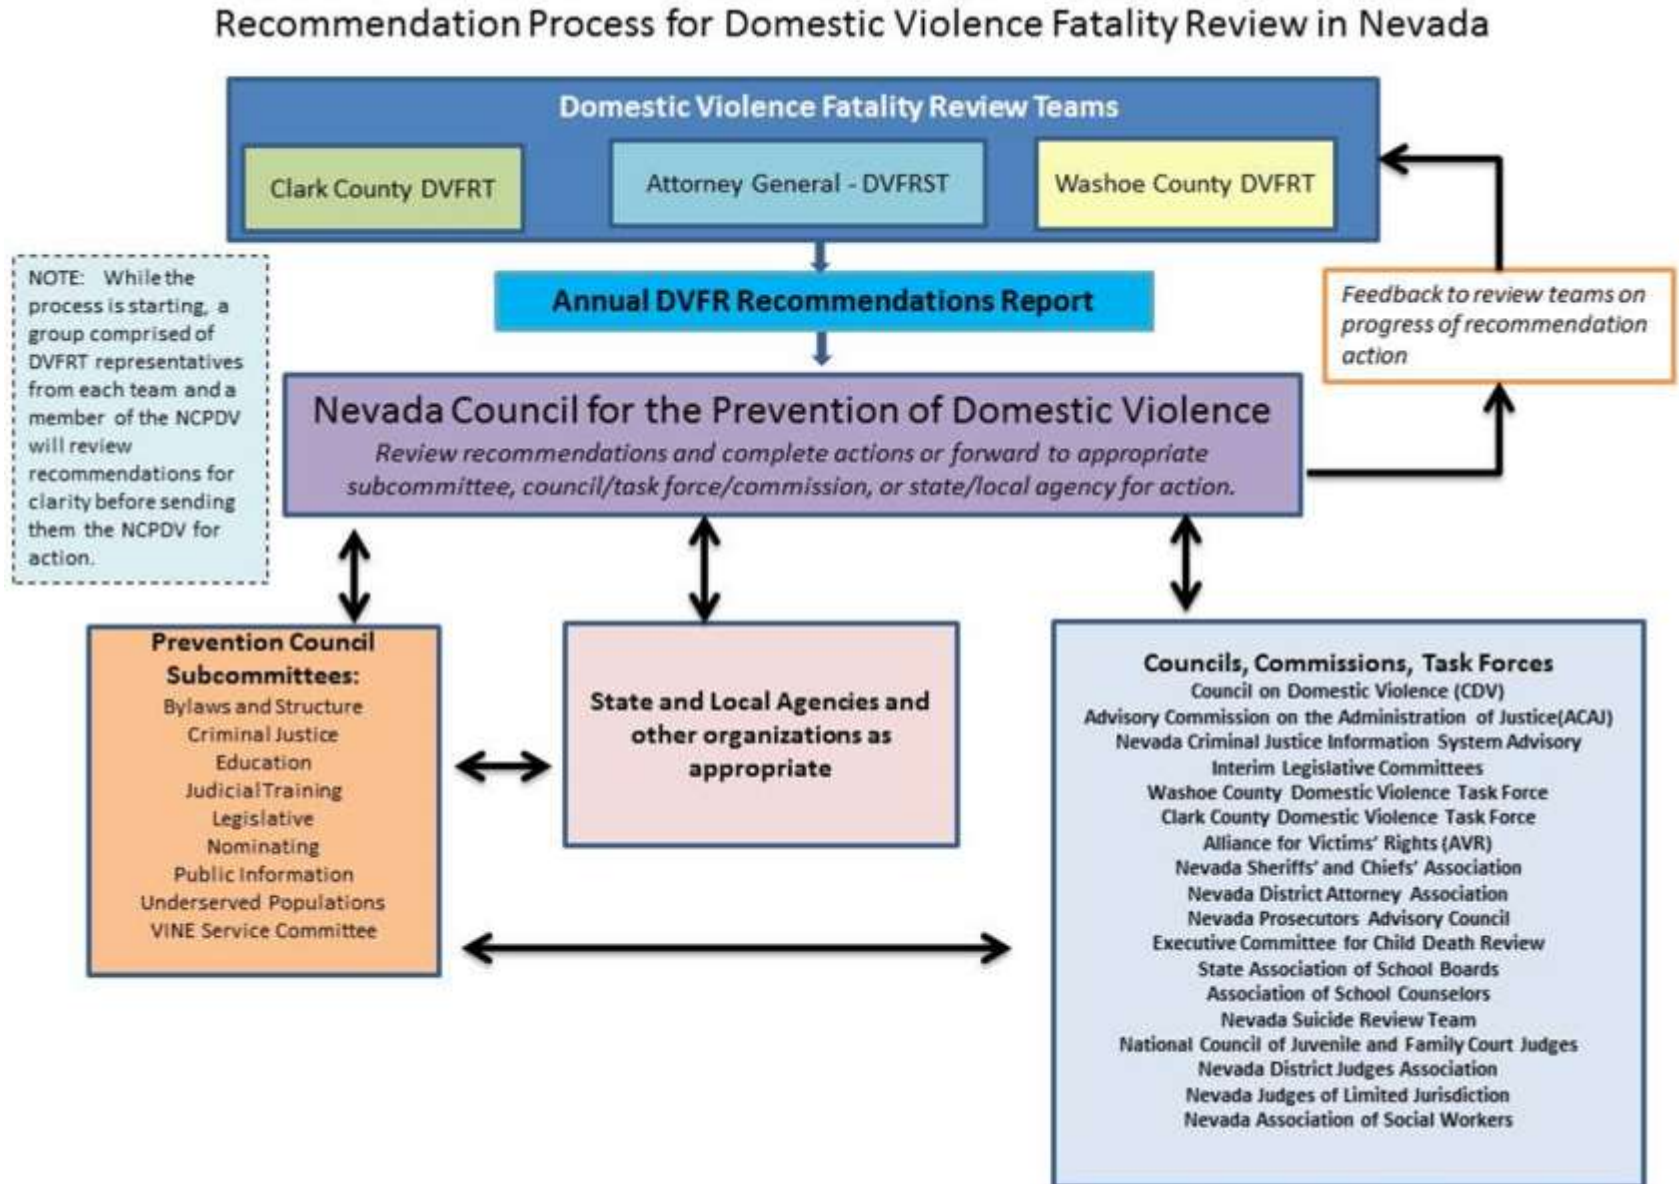 Recommendation Process for Domestic Violence Fatality Review in Nevada
Domestic Violence Fatality Review Teams
Clark County DVFRT
Attorney General - DVFRST
Washoe County DVFRT
NOTE: While the
process is starting, a
group comprised of
DVFRT representatives
from each team and a
member of the NCPDV
will review
recommendations for
clarity before sending
them the NCPDV for
action.
Annual DVFR Recommendations Report
Feedback to review teams on
progress of recommendation
action
Nevada Council for the Prevention of Domestic Violence
Review recommendations and complete actions or forward to appropriate
subcommittee, council/task force/commission, or state/local agency for action.
Prevention Council
Subcommittees:
Bylaws and Structure
Criminal Justice
Education
Judicial Training
Legislative
Nominating
Public Information
Underserved Populations
VINE Service Committee
State and Local Agencies and
other organizations as
appropriate
Councils, Commissions, Task Forces
Council on Domestic Violence (CDV)
Advisory Commission on the Administration of Justice(ACAJ)
Nevada Criminal Justice Information System Advisory
Interim Legislative Committees
Washoe County Domestic Violence Task Force
Clark County Domestic Violence Task Force
Alliance for Victims' Rights (AVR)
Nevada Sheriffs' and Chiefs' Association
Nevada District Attorney Association
Nevada Prosecutors Advisory Council
Executive Committee for Child Death Review
State Association of School Boards
Association of School Counselors
Nevada Suicide Review Team
National Council of Juvenile and Family Court Judges
Nevada District Judges Association
Nevada Judges of Limited Jurisdiction
Nevada Association of Social Workers